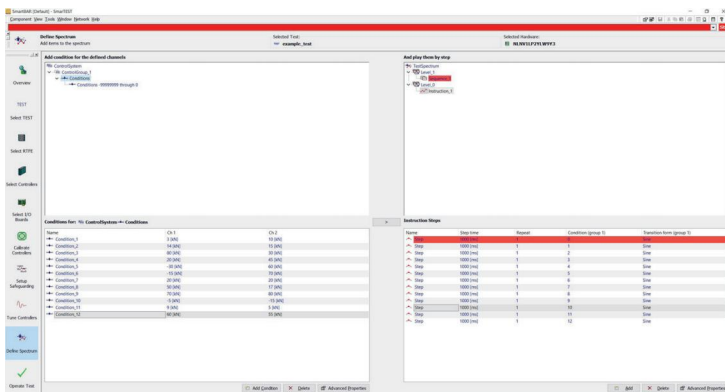 SmartBAR [Default] - SmarTEST
Component View Tools Window Network Help
Define Spectrum
Add items to the spectrum
Selected Test:
example_test
Selected Hardware:
Overview
TEST
Select TEST
Select RTPE
Select Controllers
Select I/O Boards
Calibrate Controllers
Setup Safeguarding
Tune Controllers
Define Spectrum
Operate Test
Add condition for the defined channels
ControlSystem
ControlGroup_1
Conditions
through 0
And play them by step
TestSpectrum
Level_1
Sequence_1
Level_0
Instruction_1
Conditions for: ControlSystem Conditions
Name Ch 1 Ch 2
Condition_1 3 [kN] 10 [kN]
Condition_2 14 [kN] 15 [kN]
Condition_3 60 [kN] 30 [kN]
Condition_4 20 [kN] 45 [kN]
Condition_5 -30 [kN] 60 [kN]
Condition_6 -15 [kN] 70 [kN]
Condition_7 20 [kN] 20 [kN]
Condition_8 50 [kN] 17 [kN]
Condition_9 70 [kN] 80 [kN]
Condition_10 -5 [kN] -15 [kN]
Condition_11 9 [kN] 5 [kN]
Condition_12 60 [kN] 55 [kN]
Add Condition Delete Advanced Properties
>
Instruction Steps
Name Step time Repeat Condition (group 1) Transition form (group 1)
Step 1000 [ms] 1 0 Sine
Step 1000 [ms] 1 1 Sine
Step 1000 [ms] 1 2 Sine
Step 1000 [ms] 1 3 Sine
Step 1000 [ms] 1 4 Sine
Step 1000 [ms] 1 5 Sine
Step 1000 [ms] 1 6 Sine
Step 1000 [ms] 1 7 Sine
Step 1000 [ms] 1 8 Sine
Step 1000 [ms] 1 9 Sine
Step 1000 [ms] 1 10 Sine
Step 1000 [ms] 1 11 Sine
Step 1000 [ms] 1 12 Sine
Add Delete Advanced Properties